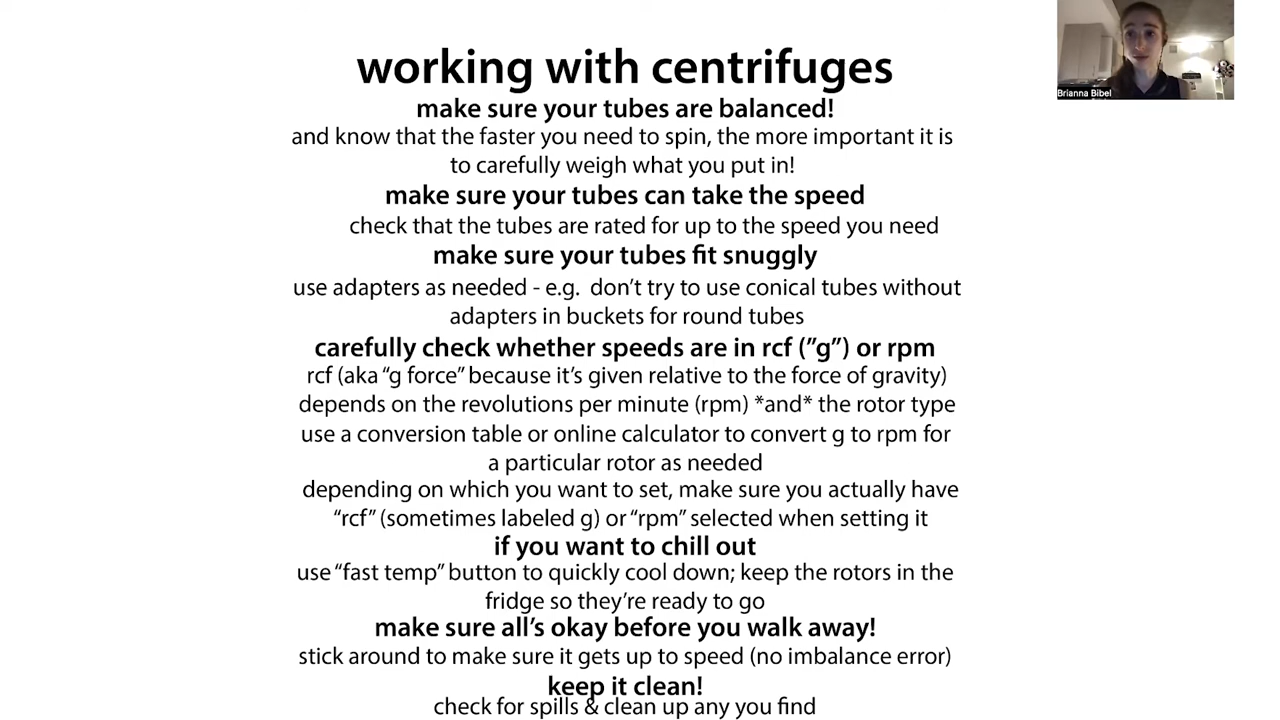 working with centrifuges
make sure your tubes are balanced!
and know that the faster you need to spin, the more important it is
to carefully weigh what you put in!
make sure your tubes can take the speed
check that the tubes are rated for up to the speed you need
make sure your tubes fit snuggly
use adapters as needed - e.g. don’t try to use conical tubes without
adapters in buckets for round tubes
carefully check whether speeds are in rcf (”g”) or rpm
rcf (aka “g force” because it’s given relative to the force of gravity)
depends on the revolutions per minute (rpm) *and* the rotor type
use a conversion table or online calculator to convert g to rpm for
a particular rotor as needed
depending on which you want to set, make sure you actually have
“rcf” (sometimes labeled g) or “rpm” selected when setting it
if you want to chill out
use “fast temp” button to quickly cool down; keep the rotors in the
fridge so they’re ready to go
make sure all’s okay before you walk away!
stick around to make sure it gets up to speed (no imbalance error)
keep it clean!
check for spills & clean up any you find
Brianna Bibel